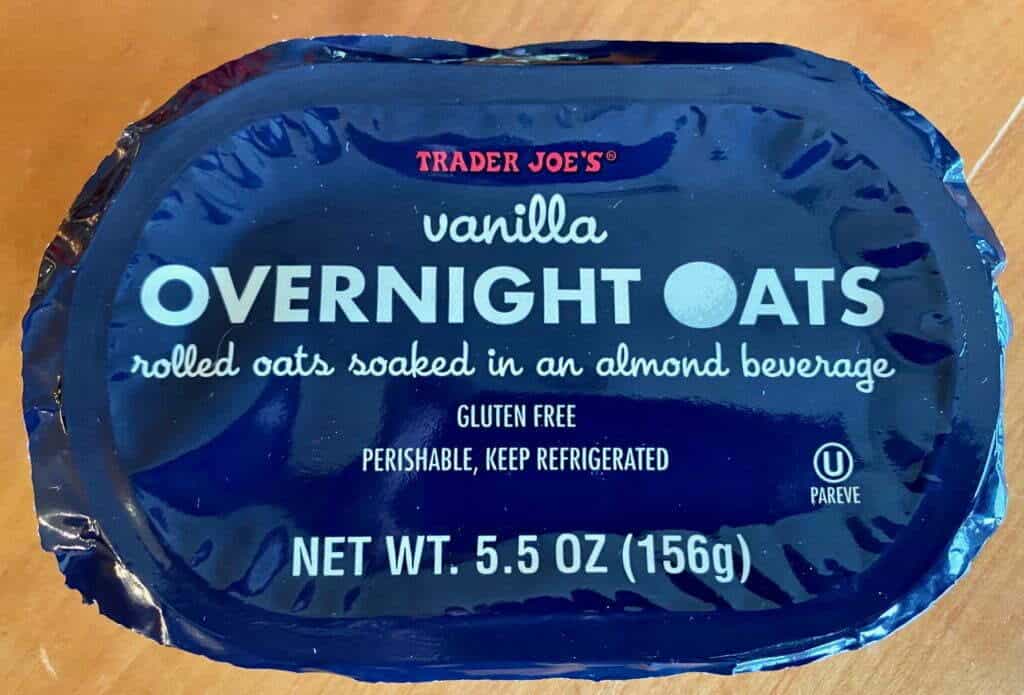 TRADER JOE'S®
vanilla
OVERNIGHT OATS
rolled oats soaked in an almond beverage
GLUTEN FREE
PERISHABLE, KEEP REFRIGERATED
U
PAREVE
NET WT. 5.5 OZ (156g)